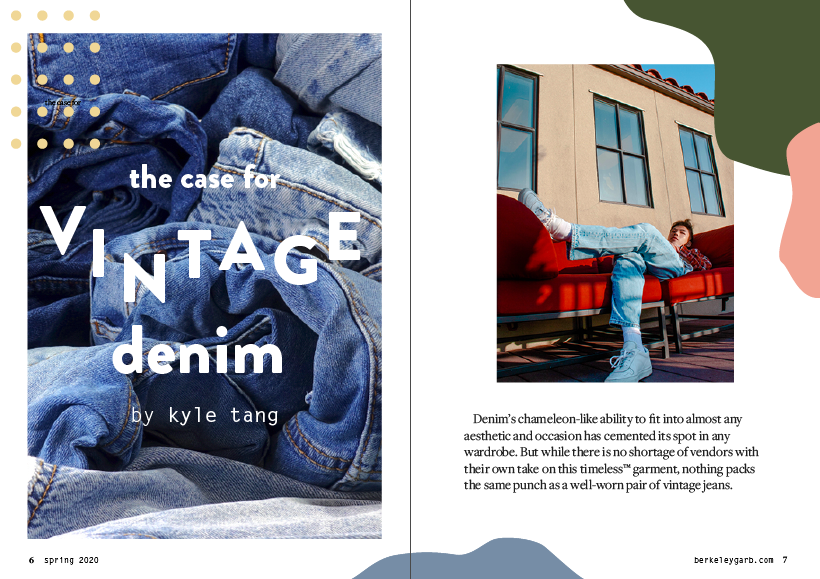 the case for
the case for
VINTAGE
denim
by kyle tang
Denim’s chameleon-like ability to fit into almost any
aesthetic and occasion has cemented its spot in any
wardrobe. But while there is no shortage of vendors with
their own take on this timeless™ garment, nothing packs
the same punch as a well-worn pair of vintage jeans.
6 spring 2020
berkeleygarb.com 7